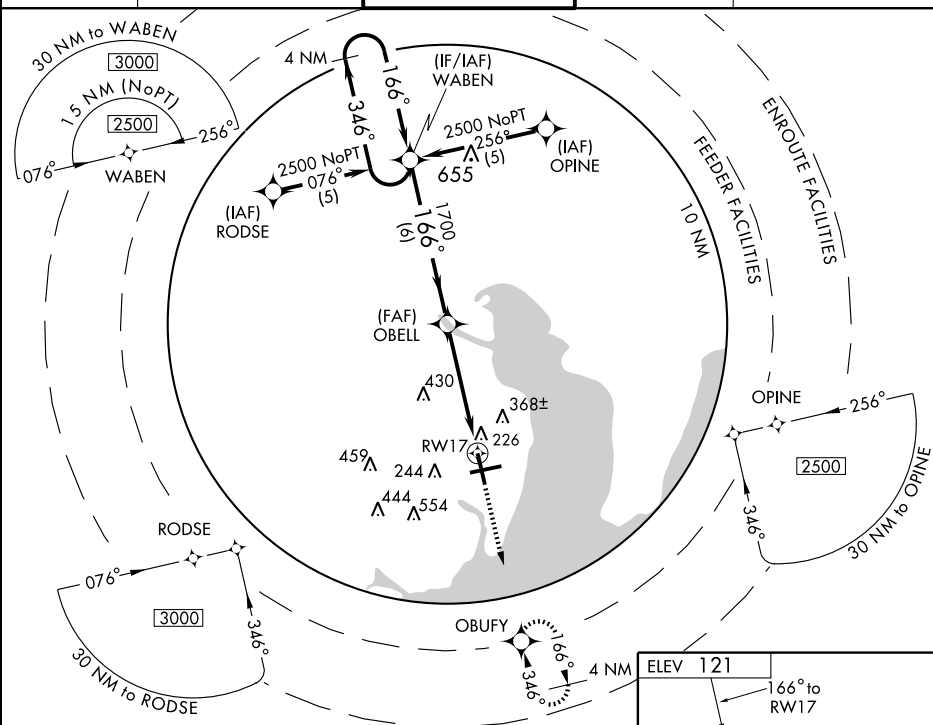 30 NM to WABEN
3000
15 NM (NoPT)
2500
076°
256°
WABEN
4 NM
166°
346°
(IF/IAF)
WABEN
2500 NoPT
256°
(5)
(IAF)
OPINE
655
2500 NoPT
076°
(5)
(IAF)
RODSE
1700
166°
(6)
10 NM
FEEDER FACILITIES
ENROUTE FACILITIES
(FAF)
OBELL
430
368±
226
RW17
459
244
444
554
OPINE
256°
2500
346°
30 NM to OPINE
RODSE
076°
3000
346°
30 NM to RODSE
OBUFY
166°
346°
4 NM
ELEV 121
166° to
RW17